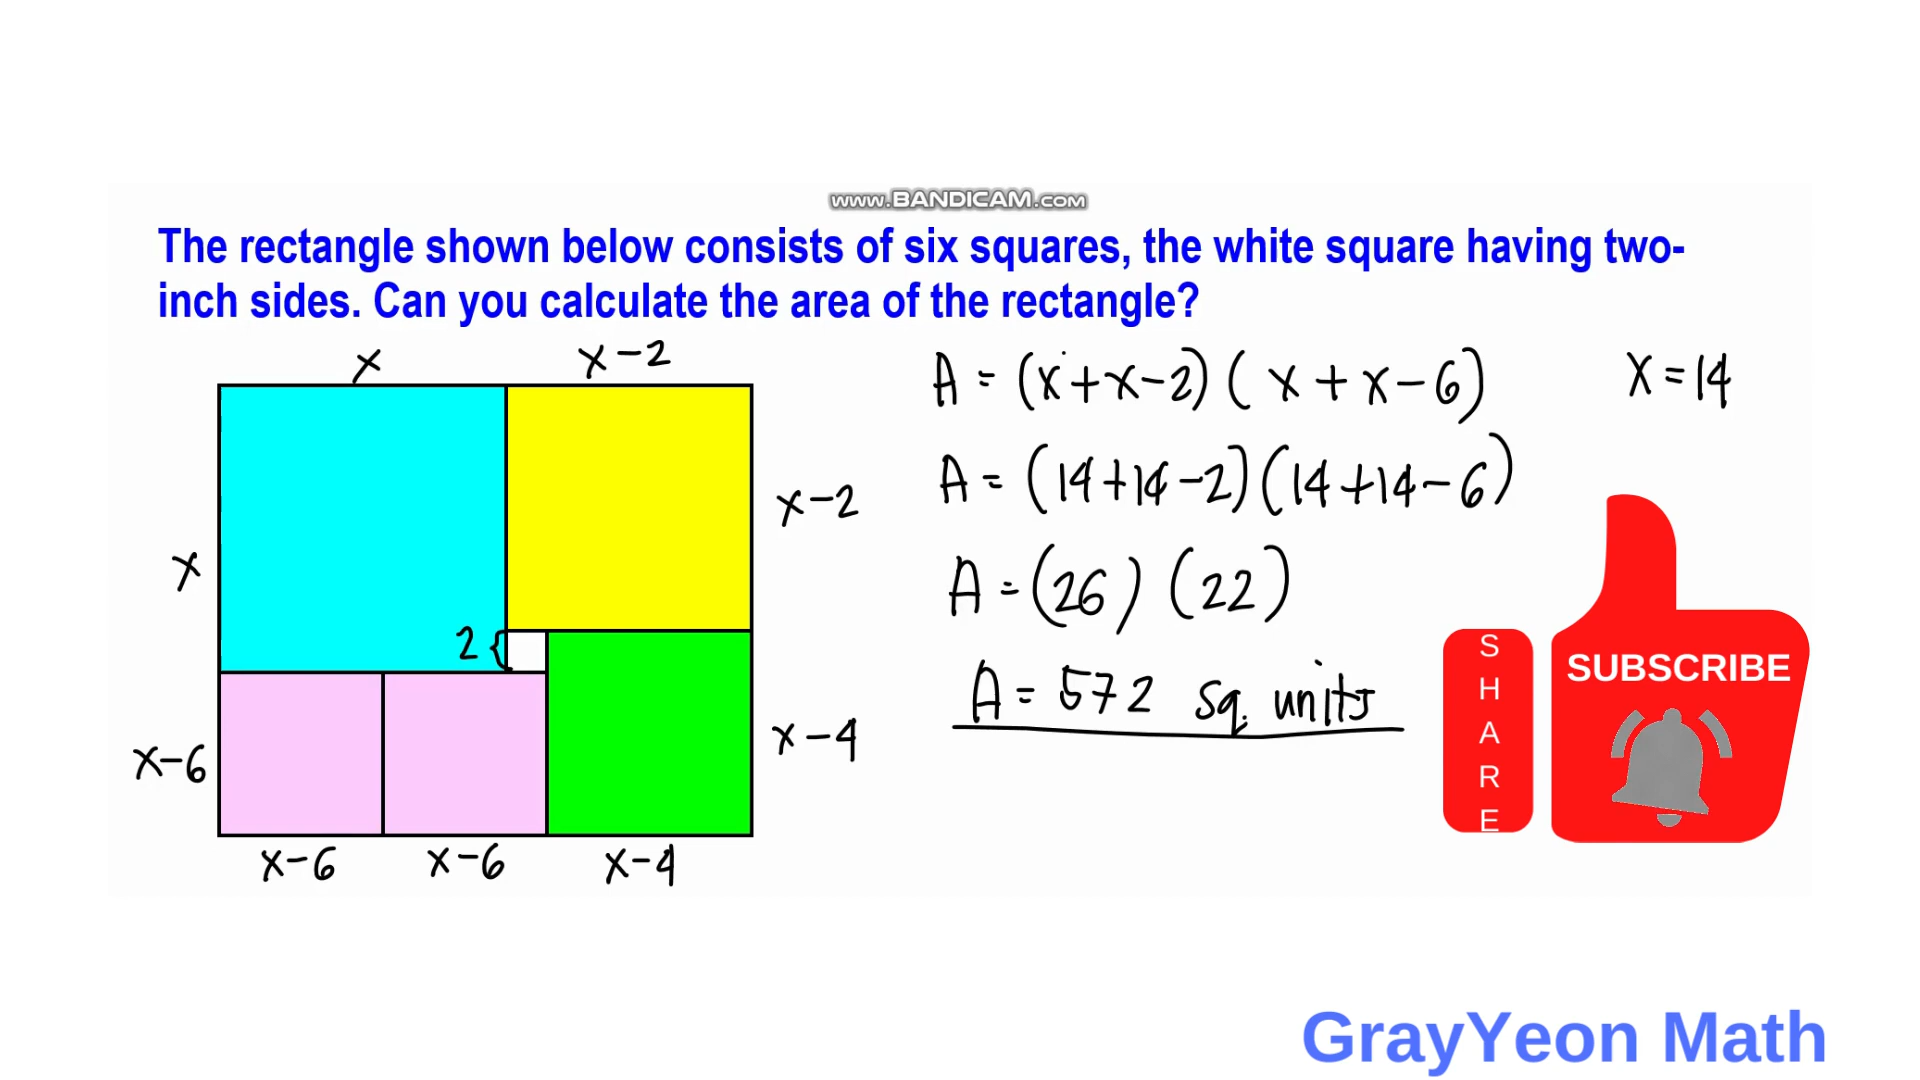 www.BANDICAM.com
The rectangle shown below consists of six squares, the white square having two-
inch sides. Can you calculate the area of the rectangle?
x
x-2
x
x-2
2
x-6
x-4
x-6
x-6
x-4
A = (x+x-2)(x+x-6)
x=14
A = (14+14-2)(14+14-6)
A = (26)(22)
A = 572 sq. units
SHARE
SUBSCRIBE
GrayYeon Math